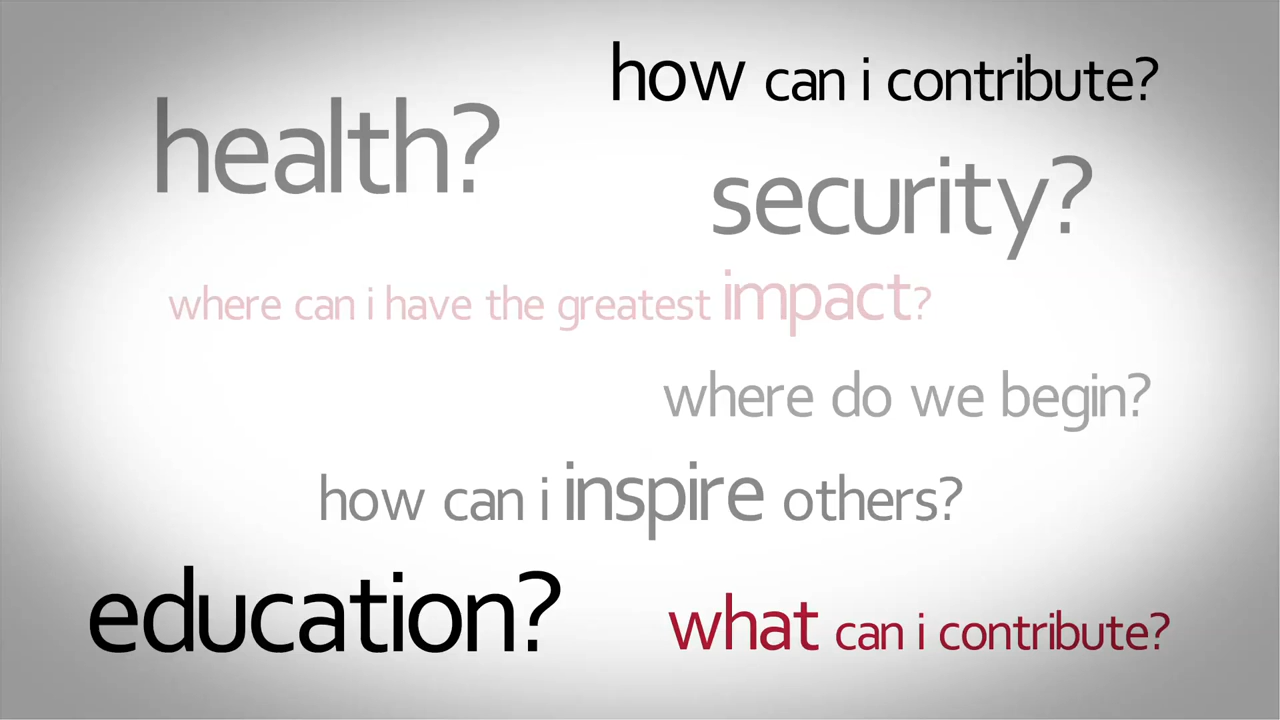 how can i contribute?
health?
security?
where can i have the greatest impact?
where do we begin?
how can i inspire others?
education?
what can i contribute?